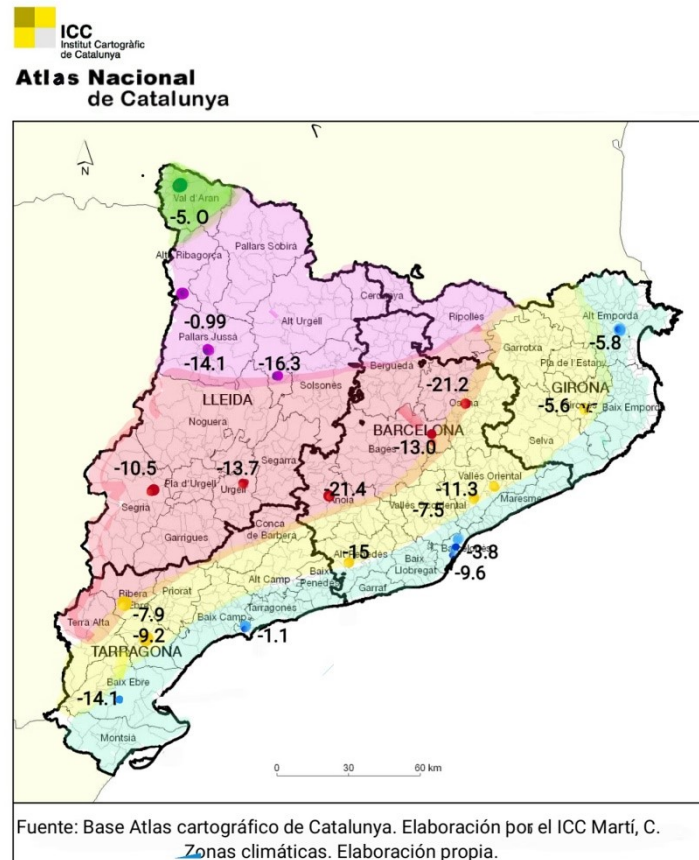 ICC
Institut Cartogràfic
de Catalunya
Atlas Nacional
de Catalunya
N
Val d'Aran
-5. O
Pallars Sobirà
Alta Ribagorça
Cerdanya
-0.99
Alt Urgell
Ripollès
Alt Empordà
Pallars Jussà
-5.8
-14.1
-16.3
Garrotxa
Berguedà
Pla de l'Estany
Solsonès
-21.2
GIRONA
LLEIDA
Osona
-5.6
Baix Empordà
Noguera
BARCELONA
Selva
Bages
-13.0
Segarra
-10.5
-13.7
-11.3
Vallès Oriental
Pla d'Urgell
Urgell
-21.4
Maresme
Anoia
Vallès Occidental
Segrià
-7.5
Conca
de Barberà
Garrigues
-15
-3.8
Alt Penedès
Baix
Llobregat
Baix
Penedès
-9.6
Alt Camp
Garraf
Ribera
Priorat
Tarragonès
-7.9
Baix Camp
Terra Alta
-1.1
-9.2
TARRAGONA
Baix Ebre
-14.1
Montsià
0 30 60 km
Fuente: Base Atlas cartográfico de Catalunya. Elaboración por el ICC Martí, C.
Zonas climáticas. Elaboración propia.